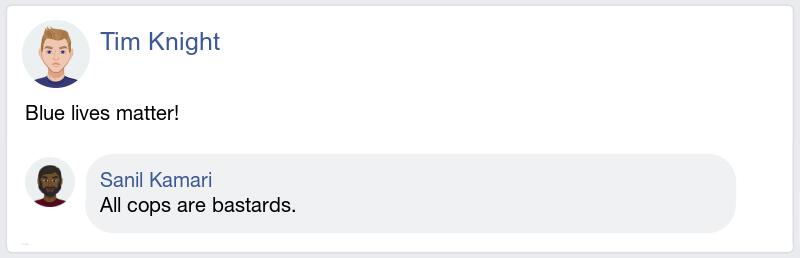 Tim Knight
Blue lives matter!
Sanil Kamari
All cops are bastards.